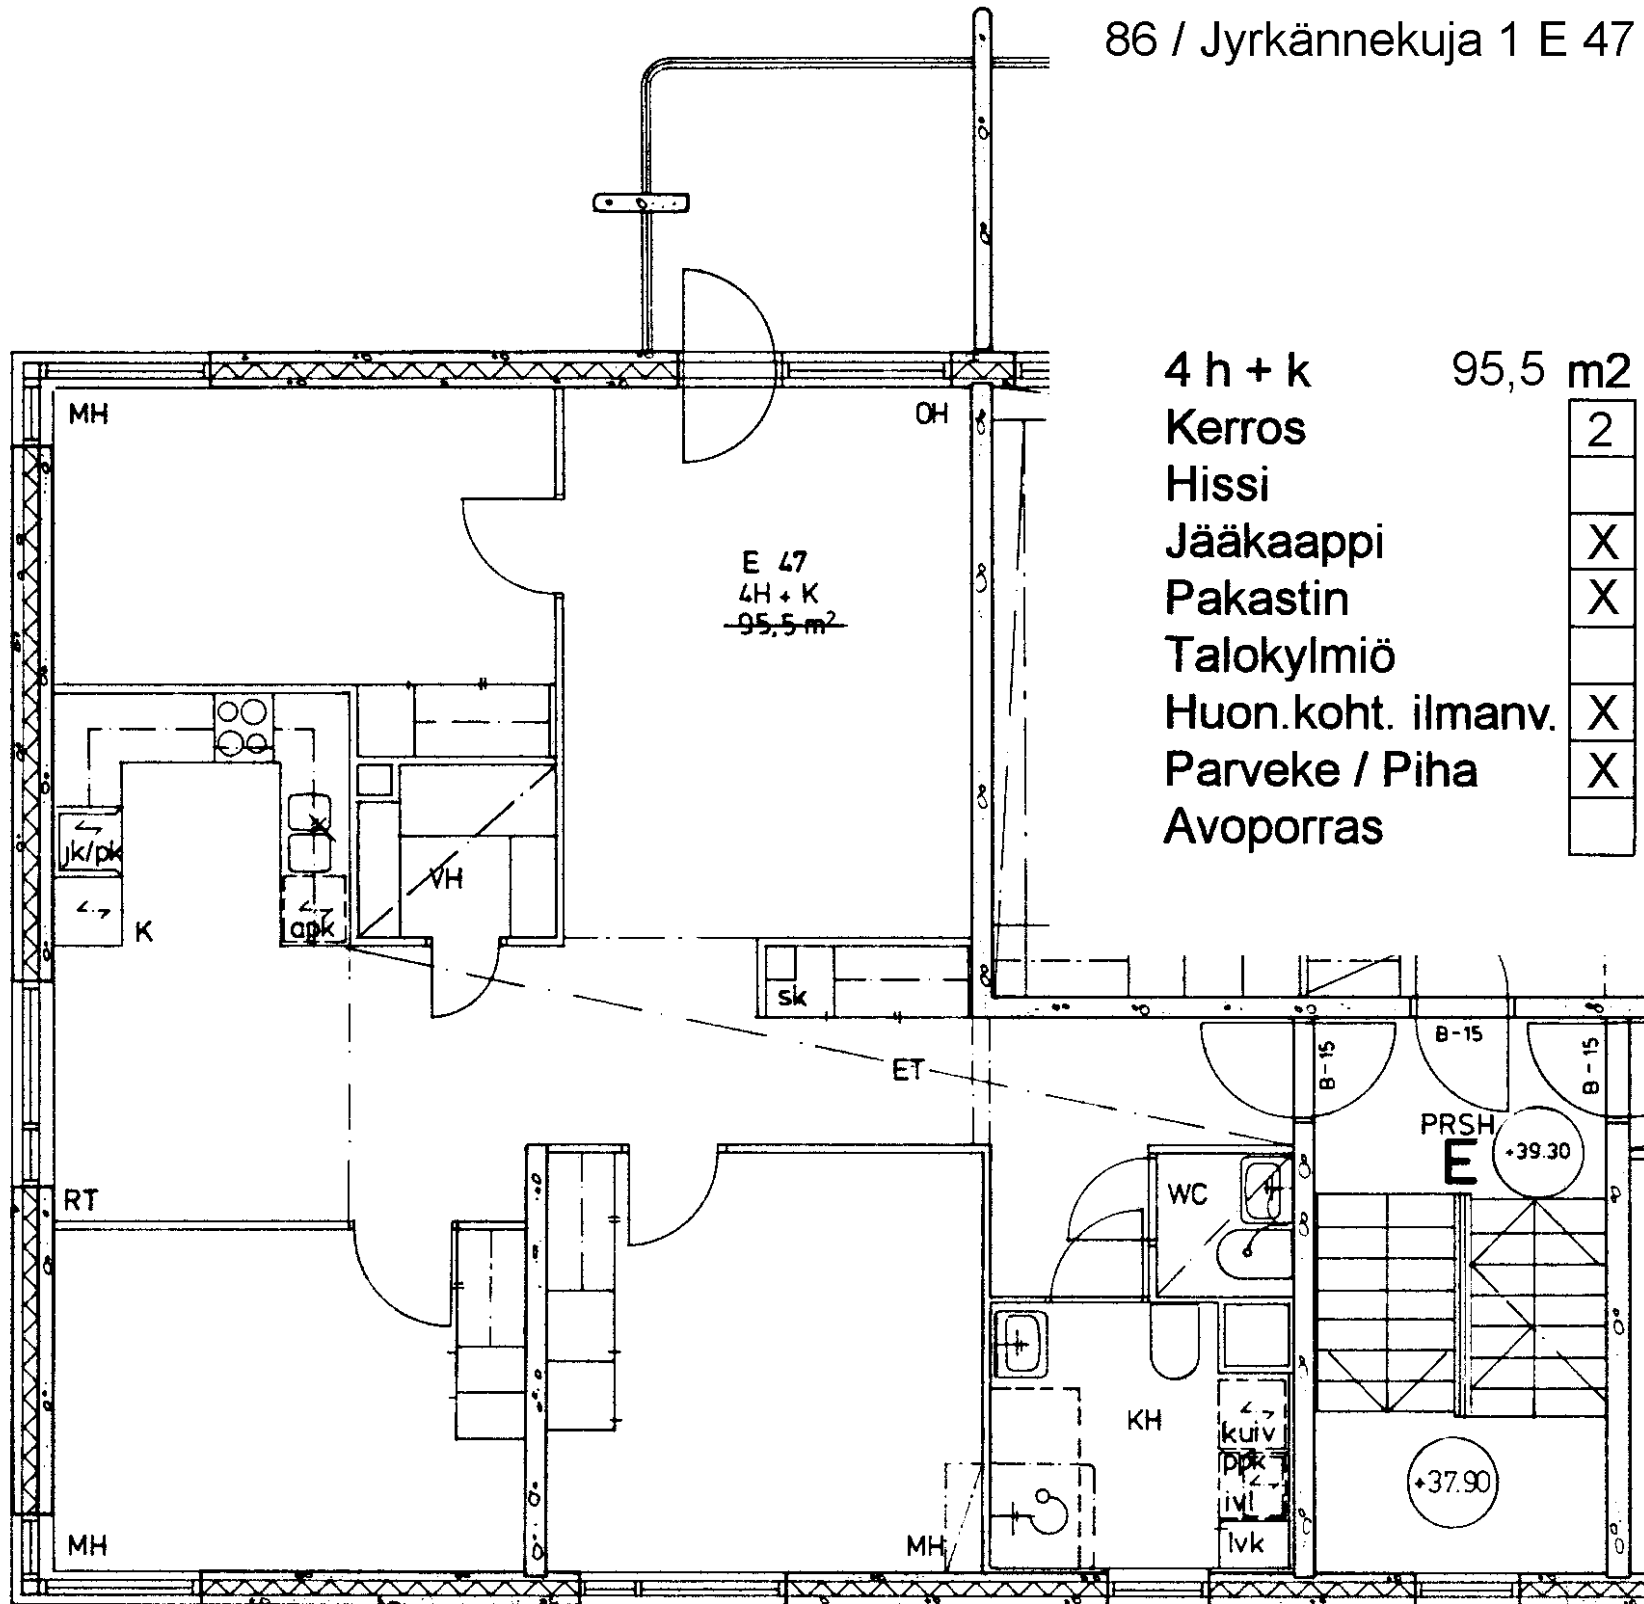 86 / Jyrkännekuja 1 E 47
4 h + k 95,5 m2
Kerros 2
Hissi
Jääkaappi X
Pakastin X
Talokylmiö
Huon.koht. ilmanv. X
Parveke / Piha X
Avoporras
MH
OH
E 47
4H + K
95,5 m²
jk/pk
K
apk
VH
sk
ET
B-15
B-15
B-15
PRSH
E
+39.30
RT
WC
KH
kuiv
ppk
ivl
lvk
+37.90
MH
MH